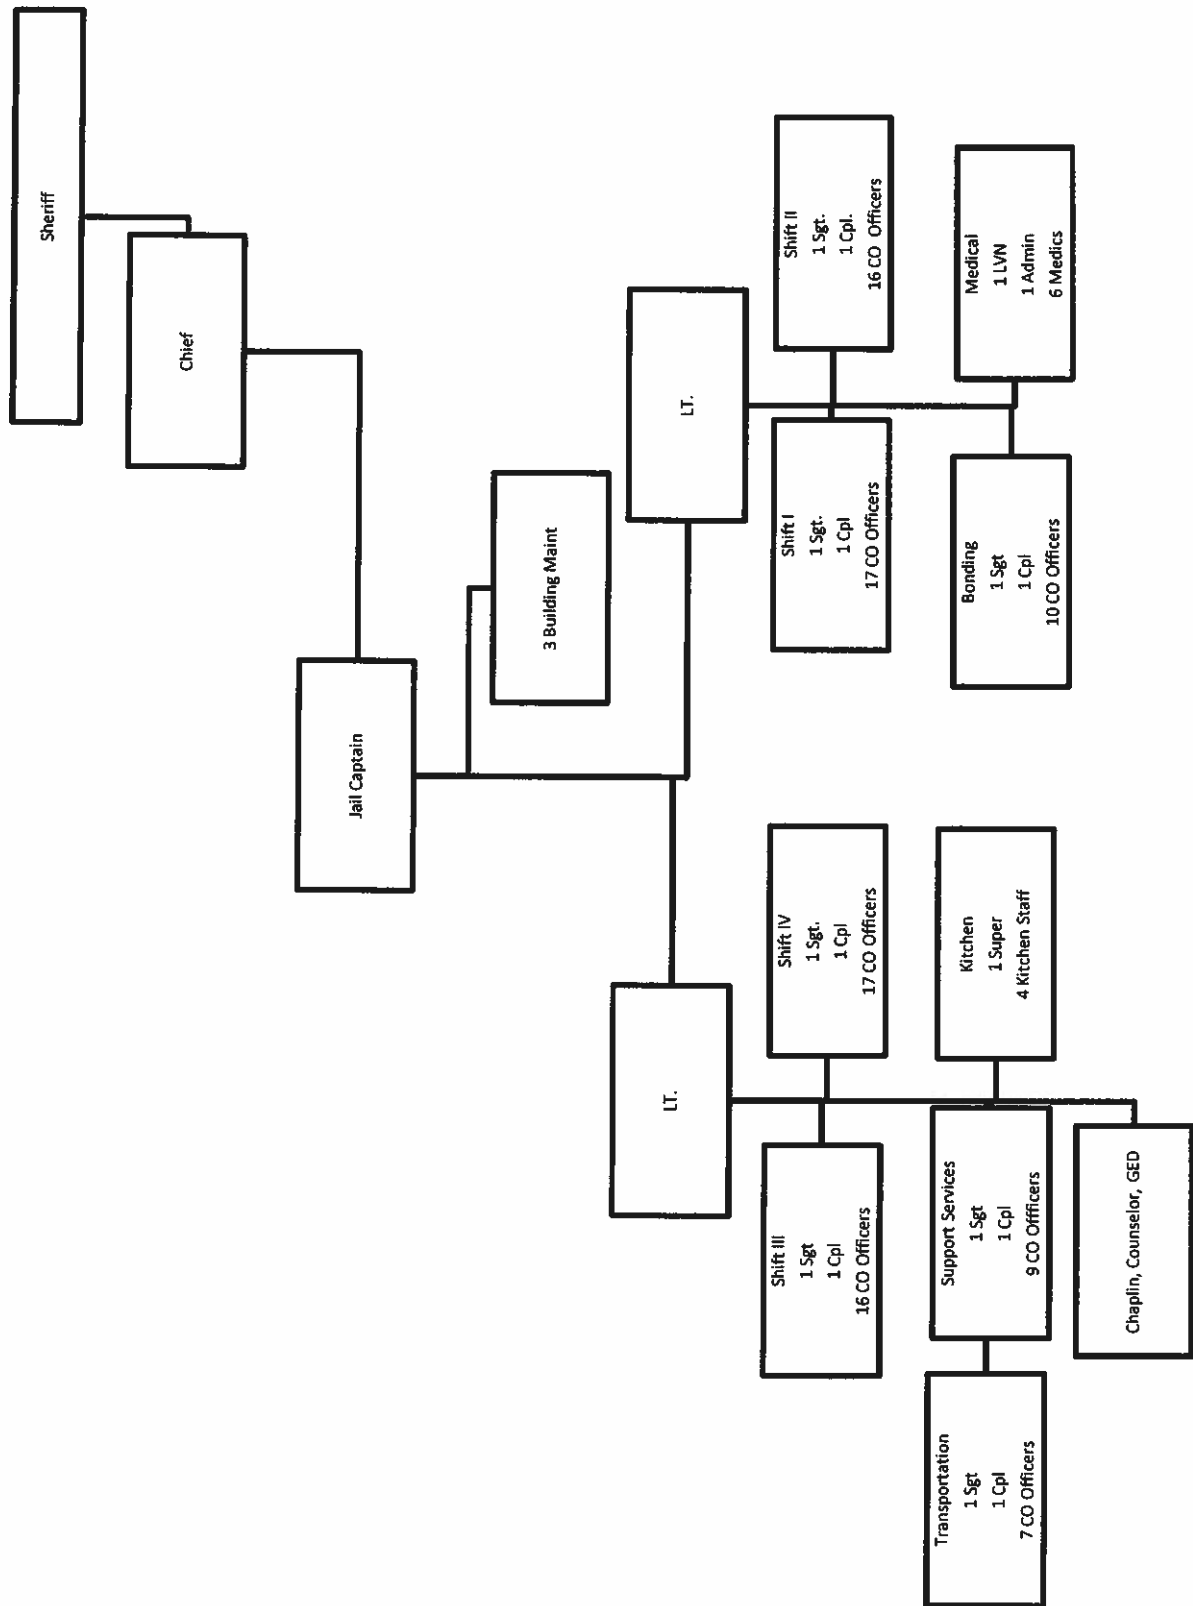 Sheriff
Chief
Jail Captain
3 Building Maint
LT.
LT.
Shift III
1 Sgt
1 Cpl
16 CO Officers
Shift IV
1 Sgt.
1 Cpl
17 CO Officers
Shift I
1 Sgt.
1 Cpl
17 CO Officers
Shift II
1 Sgt.
1 Cpl.
16 CO Officers
Transportation
1 Sgt
1 Cpl
7 CO Officers
Support Services
1 Sgt
1 Cpl
9 CO Offficers
Kitchen
1 Super
4 Kitchen Staff
Bonding
1 Sgt
1 Cpl
10 CO Officers
Medical
1 LVN
1 Admin
6 Medics
Chaplin, Counselor, GED